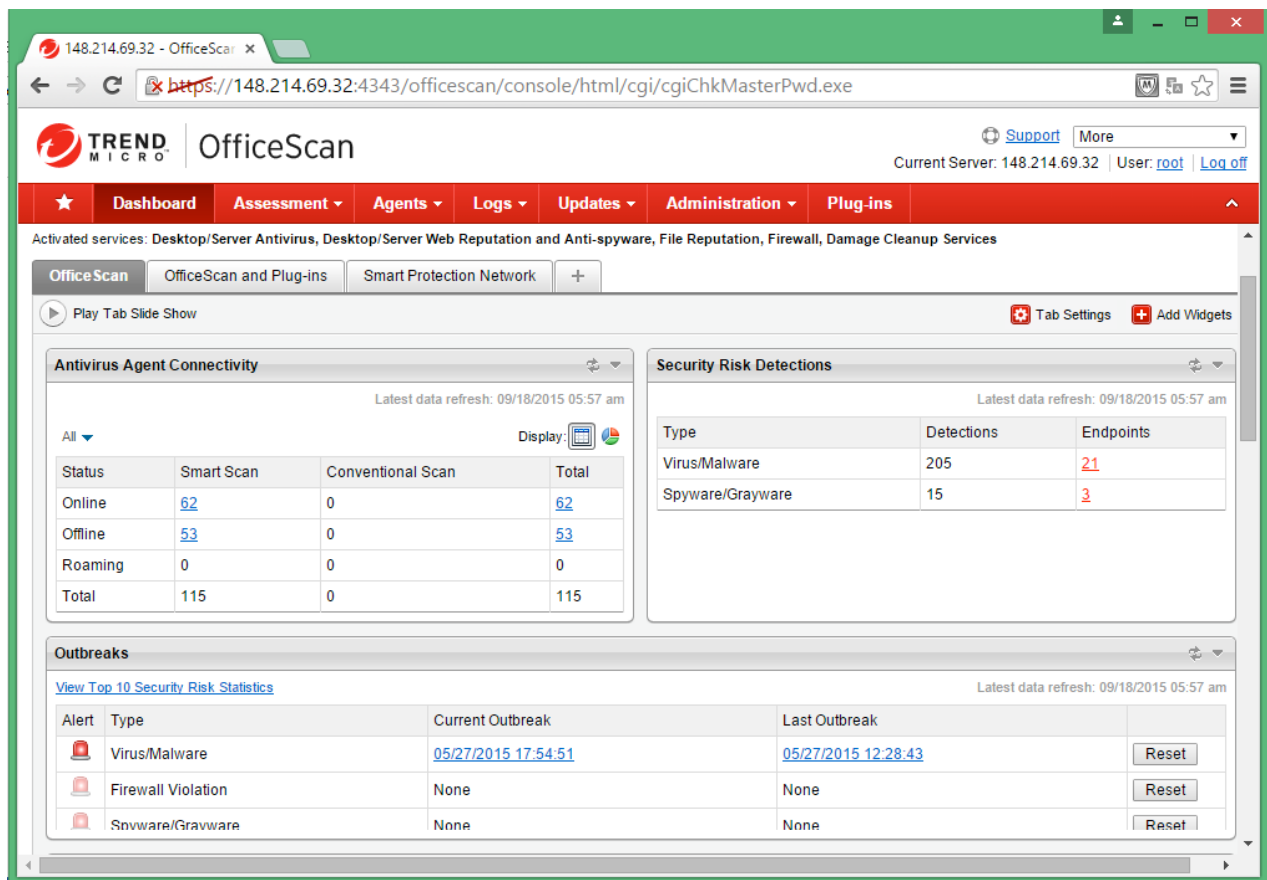 148.214.69.32 - OfficeScan
https://148.214.69.32:4343/officescan/console/html/cgi/cgiChkMasterPwd.exe
TREND MICRO™ OfficeScan
Support More
Current Server: 148.214.69.32 User: root Log off
Dashboard Assessment Agents Logs Updates Administration Plug-ins
Activated services: Desktop/Server Antivirus, Desktop/Server Web Reputation and Anti-spyware, File Reputation, Firewall, Damage Cleanup Services
OfficeScan OfficeScan and Plug-ins Smart Protection Network +
Play Tab Slide Show Tab Settings Add Widgets
Antivirus Agent Connectivity
Latest data refresh: 09/18/2015 05:57 am
All Display:
Status Smart Scan Conventional Scan Total
Online 62 0 62
Offline 53 0 53
Roaming 0 0 0
Total 115 0 115
Security Risk Detections
Latest data refresh: 09/18/2015 05:57 am
Type Detections Endpoints
Virus/Malware 205 21
Spyware/Grayware 15 3
Outbreaks
View Top 10 Security Risk Statistics Latest data refresh: 09/18/2015 05:57 am
Alert Type Current Outbreak Last Outbreak
Virus/Malware 05/27/2015 17:54:51 05/27/2015 12:28:43 Reset
Firewall Violation None None Reset
Spyware/Grayware None None Reset